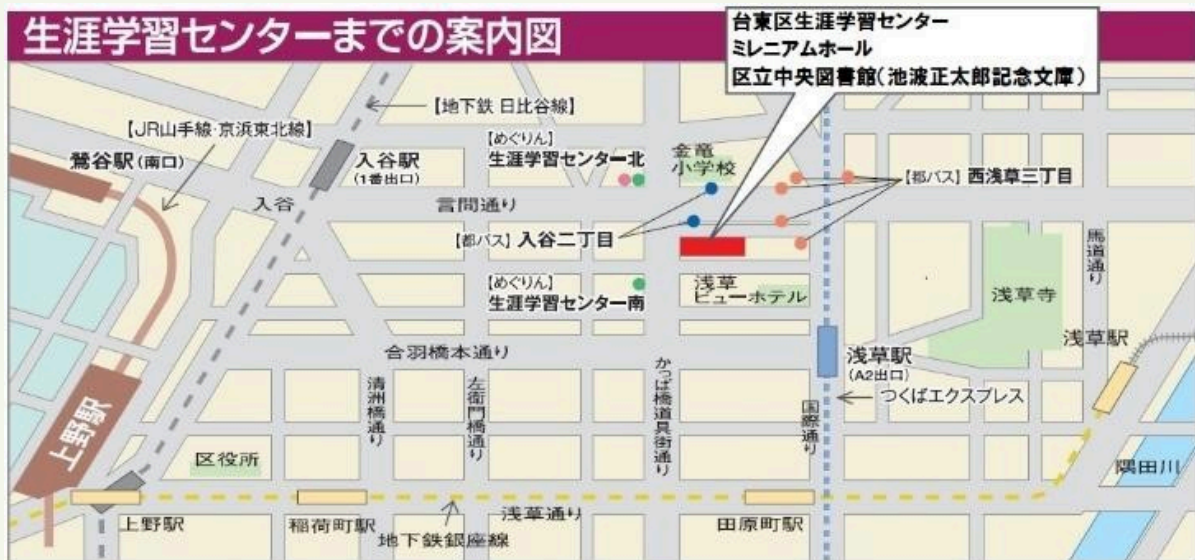 生涯学習センターまでの案内図
台東区生涯学習センター
ミレニアムホール
区立中央図書館(池波正太郎記念文庫)
【地下鉄 日比谷線】
【JR山手線・京浜東北線】
鶯谷駅(南口)
入谷駅
(1番出口)
【めぐりん】
生涯学習センター北
金竜
小学校
【都バス】西浅草三丁目
入谷
言問通り
【都バス】入谷二丁目
馬道通り
【めぐりん】
生涯学習センター南
浅草
ビューホテル
浅草寺
浅草駅
合羽橋本通り
浅草駅
(A2出口)
つくばエクスプレス
清洲橋通り
左衛門橋通り
かっぱ橋道具街通り
国際通り
上野駅
区役所
隅田川
上野駅
稲荷町駅
地下鉄銀座線
浅草通り
田原町駅